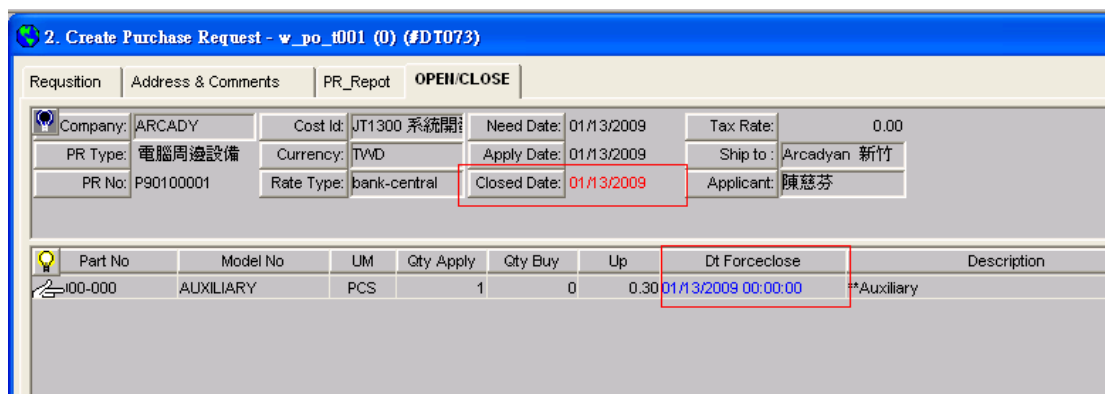 2. Create Purchase Request - w_po_t001 (0) (#DT073)
Requsition Address & Comments PR_Repot OPEN/CLOSE
Company: ARCADY Cost Id: JT1300 系統開 Need Date: 01/13/2009 Tax Rate: 0.00
PR Type: 電腦周邊設備 Currency: TWD Apply Date: 01/13/2009 Ship to : Arcadyan 新竹
PR No: P90100001 Rate Type: bank-central Closed Date: 01/13/2009 Applicant: 陳慈芬
Part No Model No UM Qty Apply Qty Buy Up Dt Forceclose Description
00-000 AUXILIARY PCS 1 0 0.30 01/13/2009 00:00:00 **Auxiliary